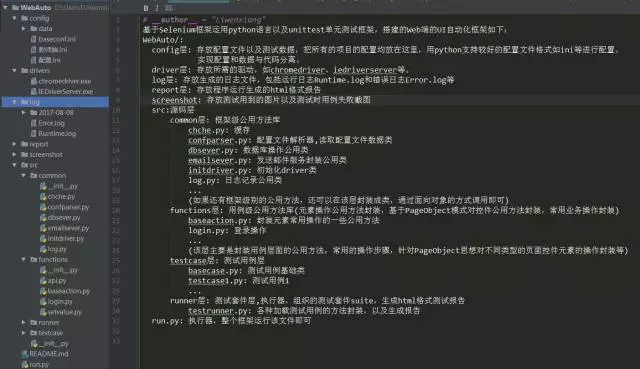 WebAuto
config
data
baseconf.ini
配置.ini
drivers
chromedriver.exe
IEDriverServer.exe
log
2017-08-08
Error.log
Runtime.log
report
screenshot
src
common
__init__.py
chche.py
confparser.py
dbsever.py
emailsever.py
initdriver.py
log.py
functions
__init__.py
api.py
baseaction.py
login.py
setvalue.py
runner
testcase
__init__.py
README.md
run.py
B I S
# __author__ = "Liwenxiang"
基于Selenium框架运用python语言以及unittest单元测试框架，搭建的Web端的UI自动化框架如下：
WebAuto/:
config层: 存放配置文件以及测试数据，把所有的项目的配置均放在这里，用python支持较好的配置文件格式如ini等进行配置，
实现配置和数据与代码分离。
driver层: 存放所有的驱动，如chromedriver、iedriverserver等。
log层: 存放生成的日志文件，包括运行日志Runtime.log和错误日志Error.log等
report层: 存放程序运行生成的html格式报告
screenshot: 存放测试用到的图片以及测试时用例失败截图
src:源码层
common层: 框架级公用方法库
chche.py: 缓存
confparser.py: 配置文件解析器,读取配置文件数据类
dbsever.py: 数据库操作公用类
emailsever.py: 发送邮件服务封装公用类
initdriver.py: 初始化driver类
log.py: 日志记录公用类
...
(如果还有框架级别的公用方法，还可以在该层封装成类，通过面向对象的方式调用即可)
functions层: 用例级公用方法库(元素操作公用方法封装，基于PageObject模式对控件公用方法封装，常用业务操作封装)
baseaction.py: 封装元素常用操作的一些公用方法
login.py: 登录操作
...
(该层主要是封装用例层面的公用方法，常用的操作步骤，针对PageObject思想对不同类型的页面控件元素的操作封装等)
testcase层: 测试用例层
basecase.py: 测试用例基础类
testcase1.py: 测试用例1
...
runner层: 测试套件层,执行器，组织的测试套件suite，生成html格式测试报告
testrunner.py: 各种加载测试用例的方法封装，以及生成报告
run.py: 执行器，整个框架运行该文件即可